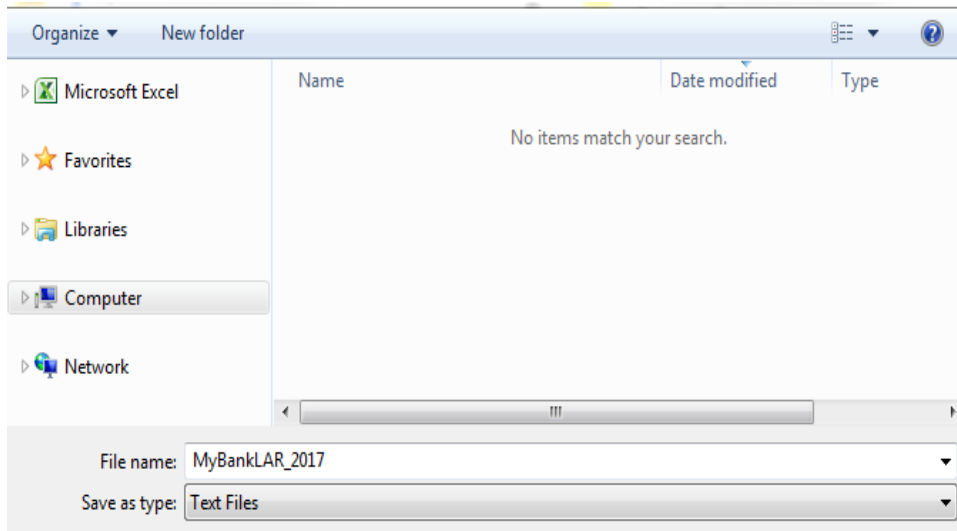 Organize New folder
Name Date modified Type
Microsoft Excel
No items match your search.
Favorites
Libraries
Computer
Network
File name: MyBankLAR_2017
Save as type: Text Files